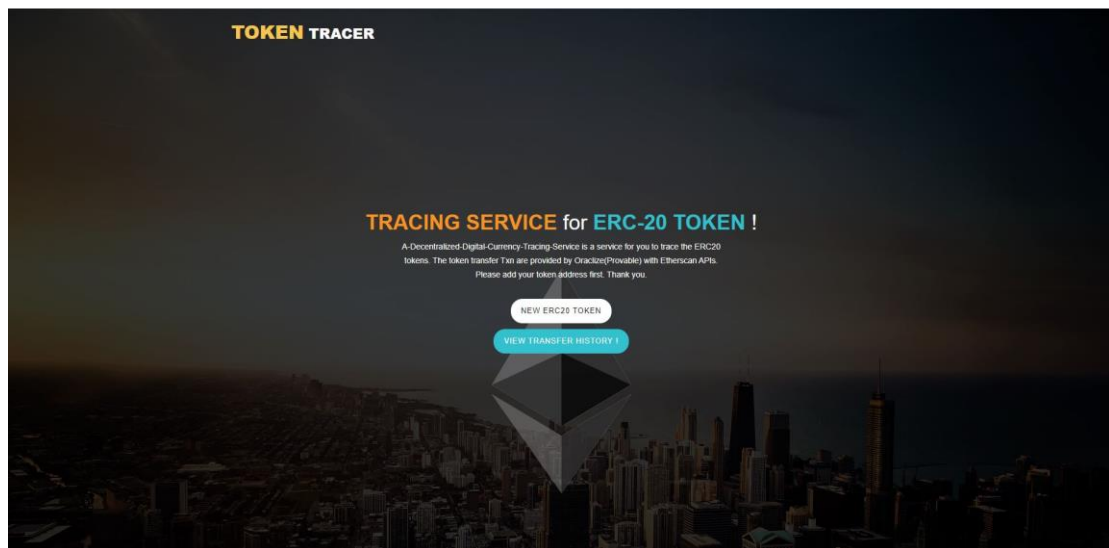 TOKEN TRACER
TRACING SERVICE for ERC-20 TOKEN !
A-Decentralized-Digital-Currency-Tracing-Service is a service for you to trace the ERC20
tokens. The token transfer Txn are provided by Oraclize(Provable) with Etherscan APIs.
Please add your token address first. Thank you.
NEW ERC20 TOKEN
VIEW TRANSFER HISTORY !